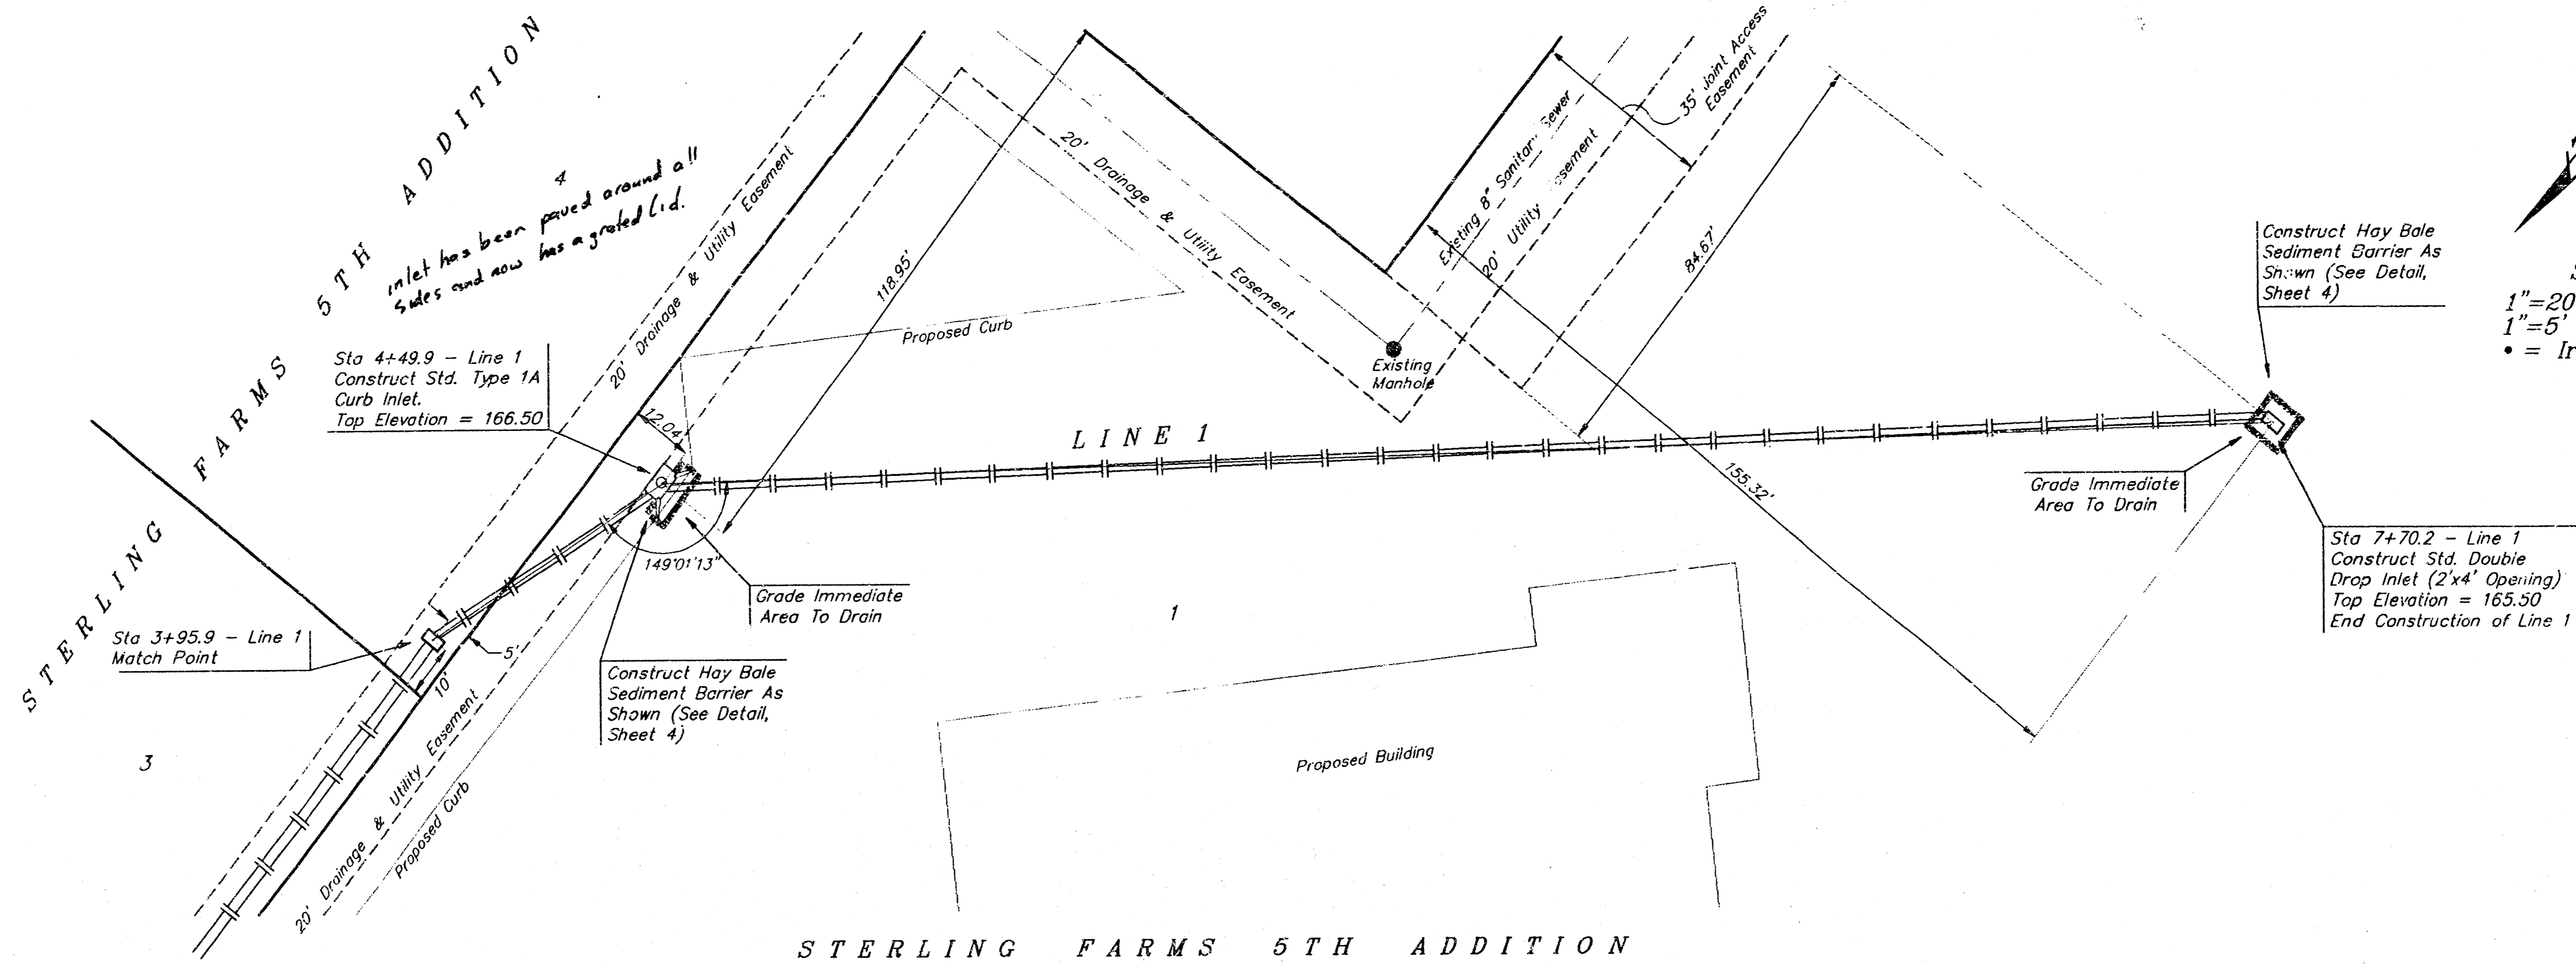 STERLING FARMS 5TH ADDITION
4
inlet has been paved around all
sides and now has a grated lid.
Sta 4+49.9 - Line 1
Construct Std. Type 1A
Curb Inlet.
Top Elevation = 166.50
20' Drainage & Utility Easement
118.95'
12.04'
Proposed Curb
20' Drainage & Utility Easement
Existing 8" Sanitary Sewer
20' Utility Easement
35' Joint Access
Easement
84.67'
Existing
Manhole
LINE 1
155.32'
Construct Hay Bale
Sediment Barrier As
Shown (See Detail,
Sheet 4)
1"=20
1"=5'
• = Ir
Grade Immediate
Area To Drain
Sta 7+70.2 - Line 1
Construct Std. Double
Drop Inlet (2'x4' Opening)
Top Elevation = 165.50
End Construction of Line 1
149°01'13"
Grade Immediate
Area To Drain
1
Sta 3+95.9 - Line 1
Match Point
5'
10'
Construct Hay Bale
Sediment Barrier As
Shown (See Detail,
Sheet 4)
3
20' Drainage & Utility Easement
Proposed Curb
Proposed Building
STERLING FARMS 5TH ADDITION